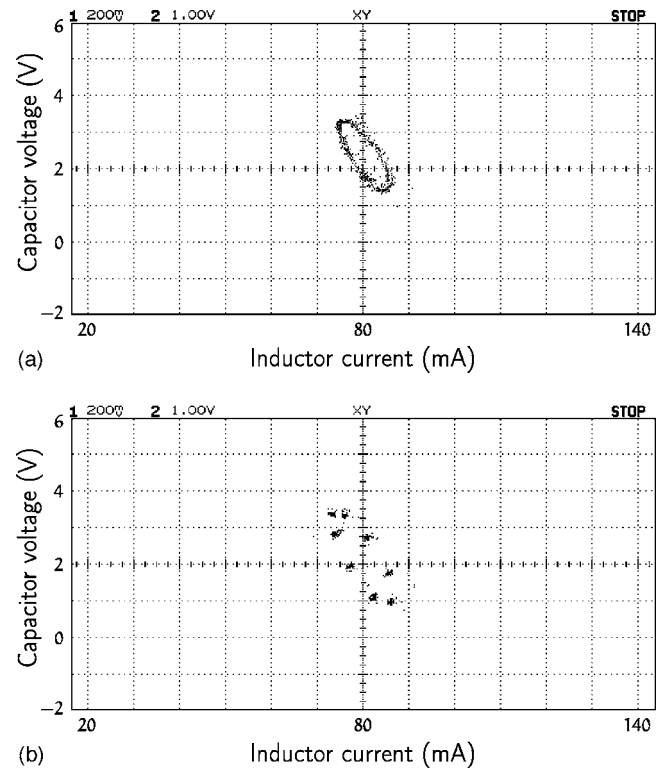 1 200m 2 1.00V XY STOP
Capacitor voltage (V)
6
4
2
0
−2
20 80 140
(a) Inductor current (mA)
1 200m 2 1.00V XY STOP
Capacitor voltage (V)
6
4
2
0
−2
20 80 140
(b) Inductor current (mA)